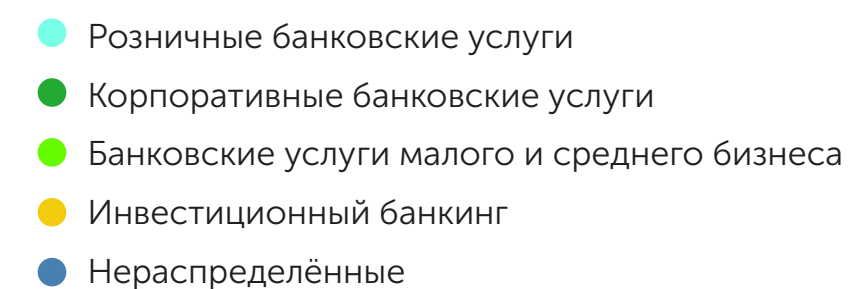 Розничные банковские услуги
Корпоративные банковские услуги
Банковские услуги малого и среднего бизнеса
Инвестиционный банкинг
Нераспределённые